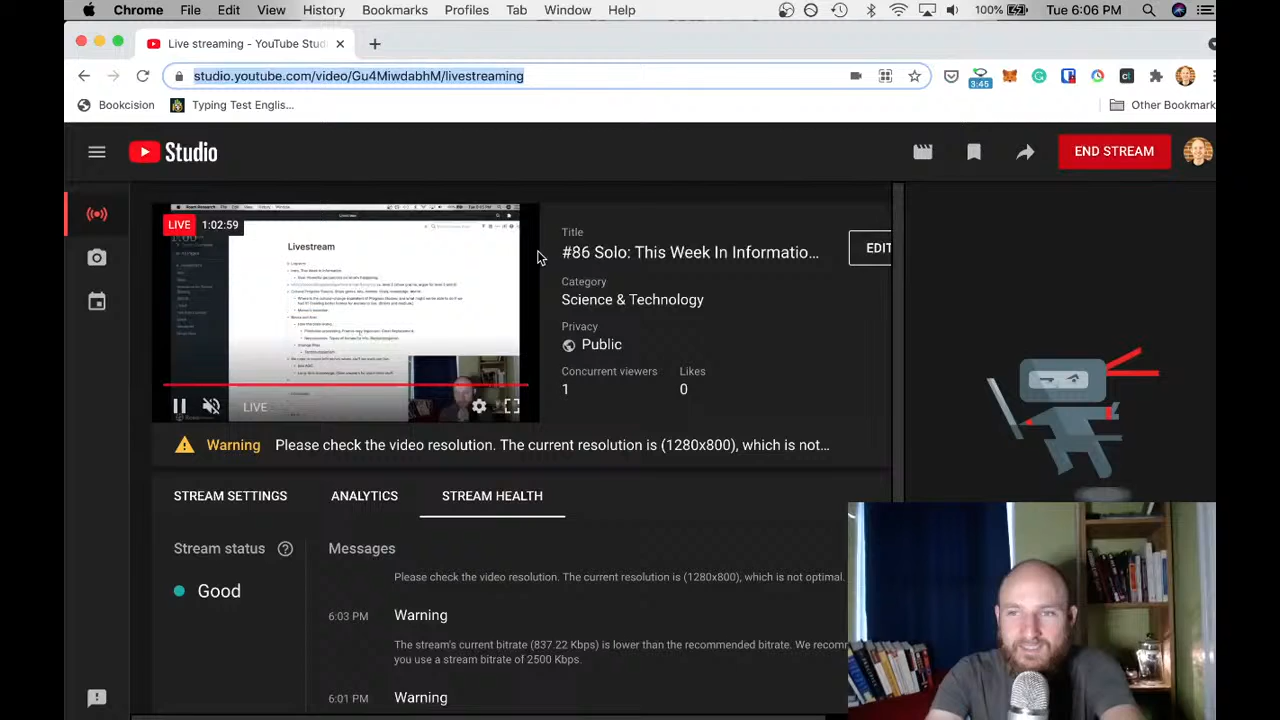 Chrome File Edit View History Bookmarks Profiles Tab Window Help 100% Tue 6:06 PM
Live streaming - YouTube Stud
studio.youtube.com/video/Gu4MiwdabhM/livestreaming
3:45
Bookcision Typing Test Englis... Other Bookmark
Studio
END STREAM
LIVE 1:02:59
Livestream
LIVE
Title
#86 Solo: This Week In Informatio...
EDIT
Category
Science & Technology
Privacy
Public
Concurrent viewers Likes
1 0
Warning Please check the video resolution. The current resolution is (1280x800), which is not...
STREAM SETTINGS ANALYTICS STREAM HEALTH
Stream status
Good
Messages
Please check the video resolution. The current resolution is (1280x800), which is not optimal.
6:03 PM Warning
The stream's current bitrate (837.22 Kbps) is lower than the recommended bitrate. We recom
you use a stream bitrate of 2500 Kbps.
6:01 PM Warning